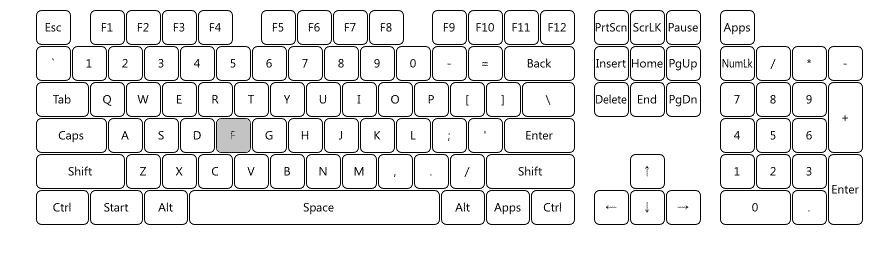 Esc F1 F2 F3 F4 F5 F6 F7 F8 F9 F10 F11 F12 PrtScn ScrLK Pause Apps
` 1 2 3 4 5 6 7 8 9 0 - = Back Insert Home PgUp NumLk / * -
Tab Q W E R T Y U I O P [ ] \ Delete End PgDn 7 8 9 +
Caps A S D F G H J K L ; ' Enter 4 5 6
Shift Z X C V B N M , . / Shift ↑ 1 2 3 Enter
Ctrl Start Alt Space Alt Apps Ctrl ← ↓ → 0 .